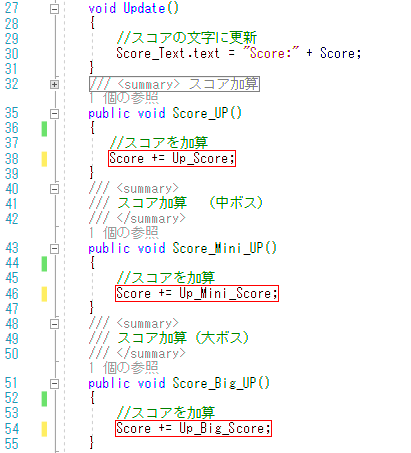 27 void Update()
28 {
29 //スコアの文字に更新
30 Score_Text.text = "Score:" + Score;
31 }
32 /// <summary> スコア加算
1 個の参照
35 public void Score_UP()
36 {
37 //スコアを加算
38 Score += Up_Score;
39 }
40 /// <summary>
41 /// スコア加算　（中ボス）
42 /// </summary>
1 個の参照
43 public void Score_Mini_UP()
44 {
45 //スコアを加算
46 Score += Up_Mini_Score;
47 }
48 /// <summary>
49 /// スコア加算（大ボス）
50 /// </summary>
1 個の参照
51 public void Score_Big_UP()
52 {
53 //スコアを加算
54 Score += Up_Big_Score;
55 }